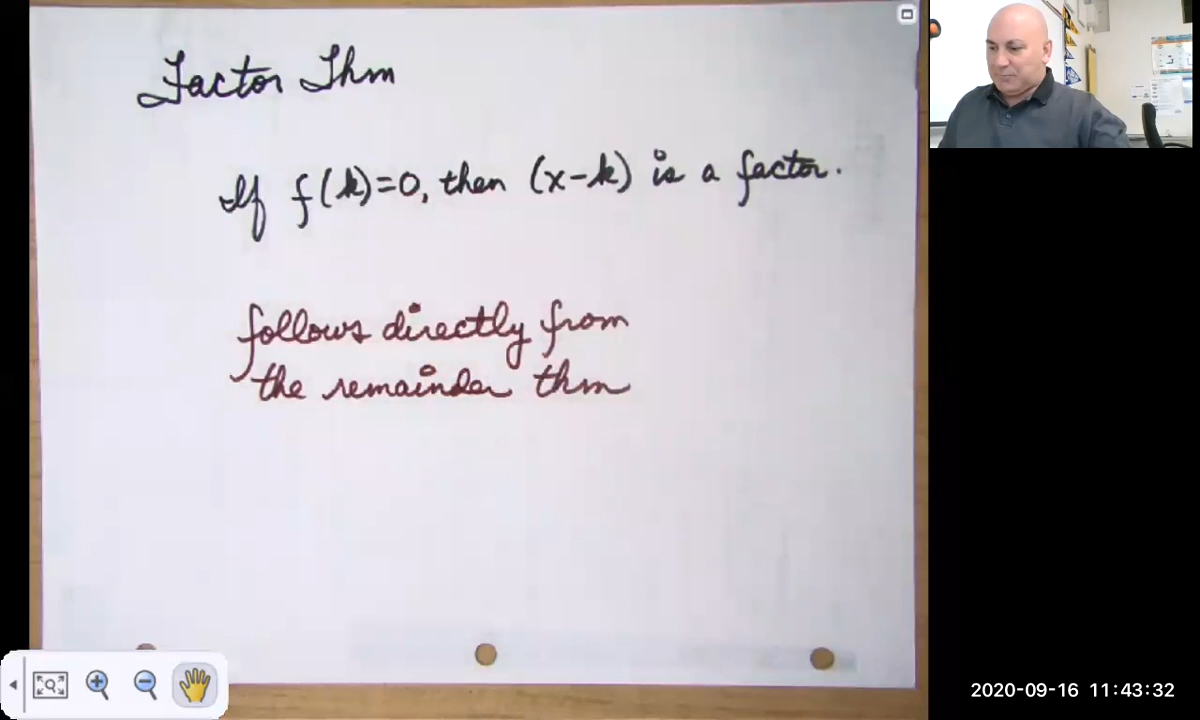 Factor Thm
If f(k)=0, then (x-k) is a factor.
follows directly from
the remainder thm
2020-09-16 11:43:32